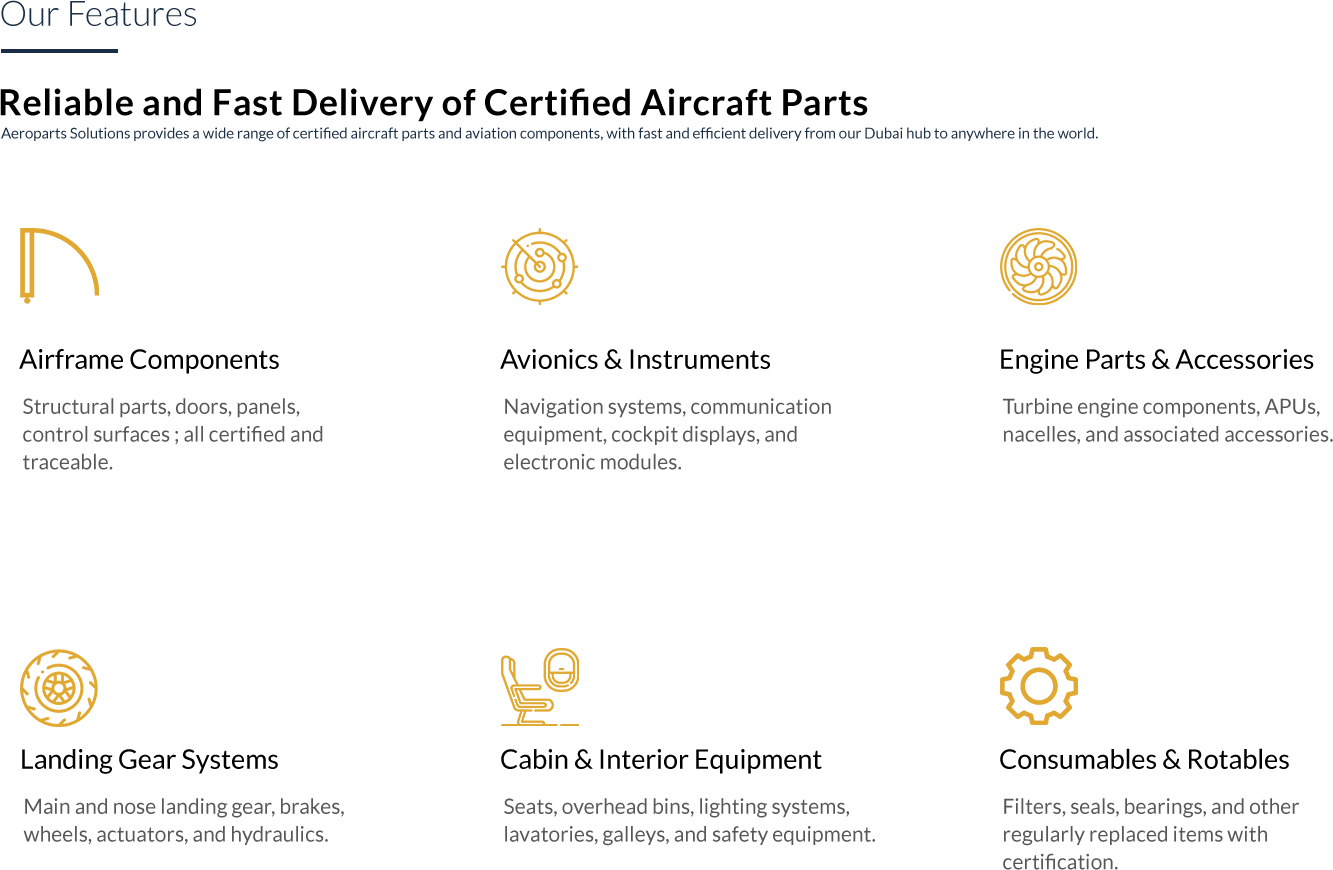 Our Features
Reliable and Fast Delivery of Certified Aircraft Parts
Aeroparts Solutions provides a wide range of certified aircraft parts and aviation components, with fast and efficient delivery from our Dubai hub to anywhere in the world.
Airframe Components
Structural parts, doors, panels,
control surfaces ; all certified and
traceable.
Avionics & Instruments
Navigation systems, communication
equipment, cockpit displays, and
electronic modules.
Engine Parts & Accessories
Turbine engine components, APUs,
nacelles, and associated accessories.
Landing Gear Systems
Main and nose landing gear, brakes,
wheels, actuators, and hydraulics.
Cabin & Interior Equipment
Seats, overhead bins, lighting systems,
lavatories, galleys, and safety equipment.
Consumables & Rotables
Filters, seals, bearings, and other
regularly replaced items with
certification.